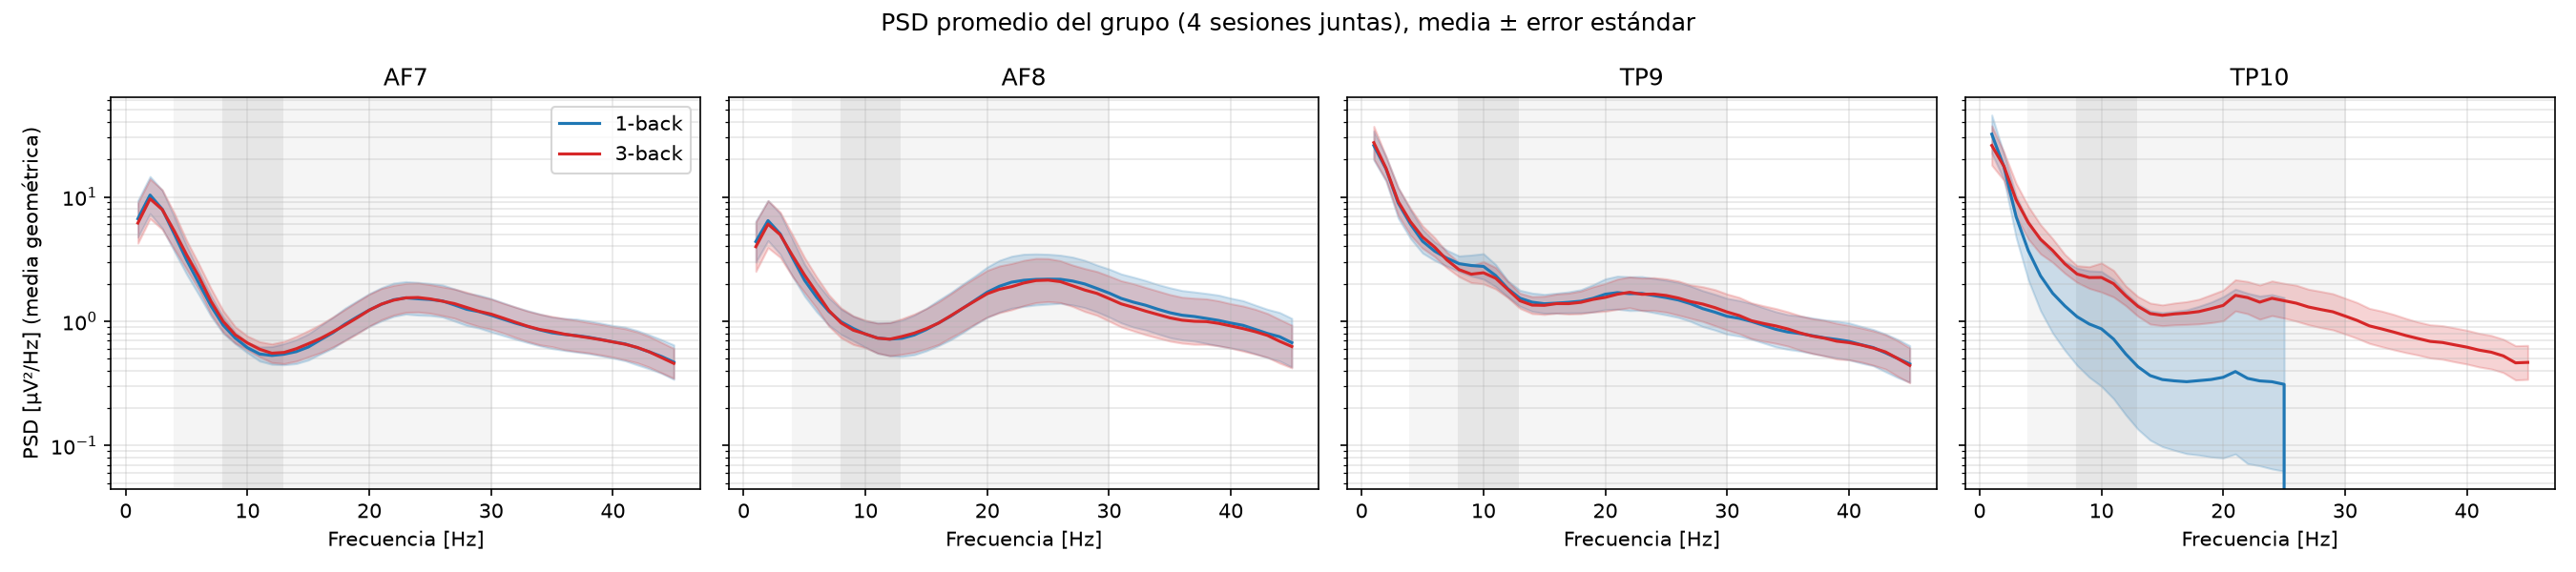 PSD promedio del grupo (4 sesiones juntas), media ± error estándar
AF7
AF8
TP9
TP10
PSD [µV²/Hz] (media geométrica)
10¹
10⁰
10⁻¹
1-back
3-back
0 10 20 30 40
0 10 20 30 40
0 10 20 30 40
0 10 20 30 40
Frecuencia [Hz]
Frecuencia [Hz]
Frecuencia [Hz]
Frecuencia [Hz]